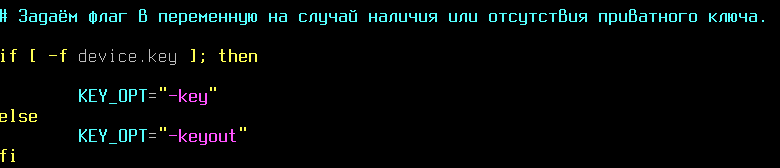 # Задаём флаг в переменную на случай наличия или отсутствия приватного ключа.
if [ -f device.key ]; then
KEY_OPT="-key"
else
KEY_OPT="-keyout"
fi